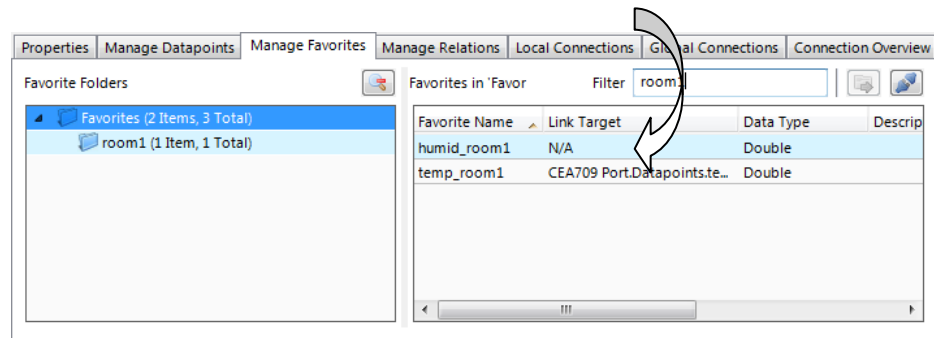 Properties Manage Datapoints Manage Favorites Manage Relations Local Connections Global Connections Connection Overview
Favorite Folders
Favorites in 'Favor Filter room1
Favorites (2 Items, 3 Total)
room1 (1 Item, 1 Total)
Favorite Name Link Target Data Type Descrip
humid_room1 N/A Double
temp_room1 CEA709 Port.Datapoints.te... Double